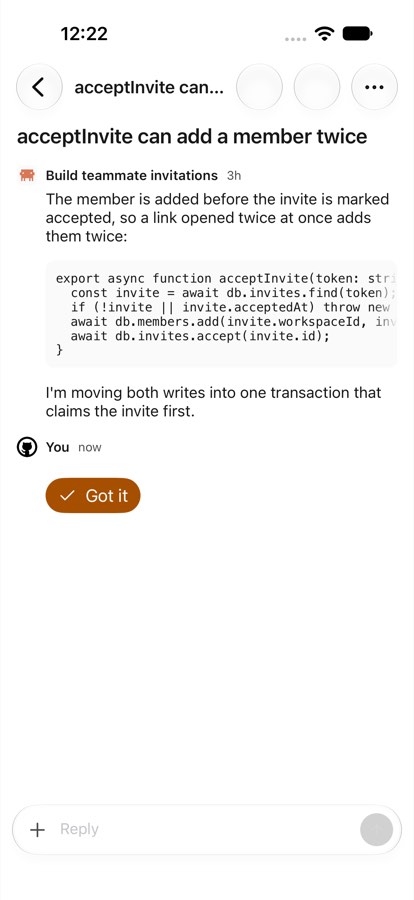 12:22
acceptInvite can...
acceptInvite can add a member twice
Build teammate invitations 3h
The member is added before the invite is marked
accepted, so a link opened twice at once adds
them twice:
export async function acceptInvite(token: stri
const invite = await db.invites.find(token);
if (!invite || invite.acceptedAt) throw new
await db.members.add(invite.workspaceId, inv
await db.invites.accept(invite.id);
}
I'm moving both writes into one transaction that
claims the invite first.
You now
Got it
Reply